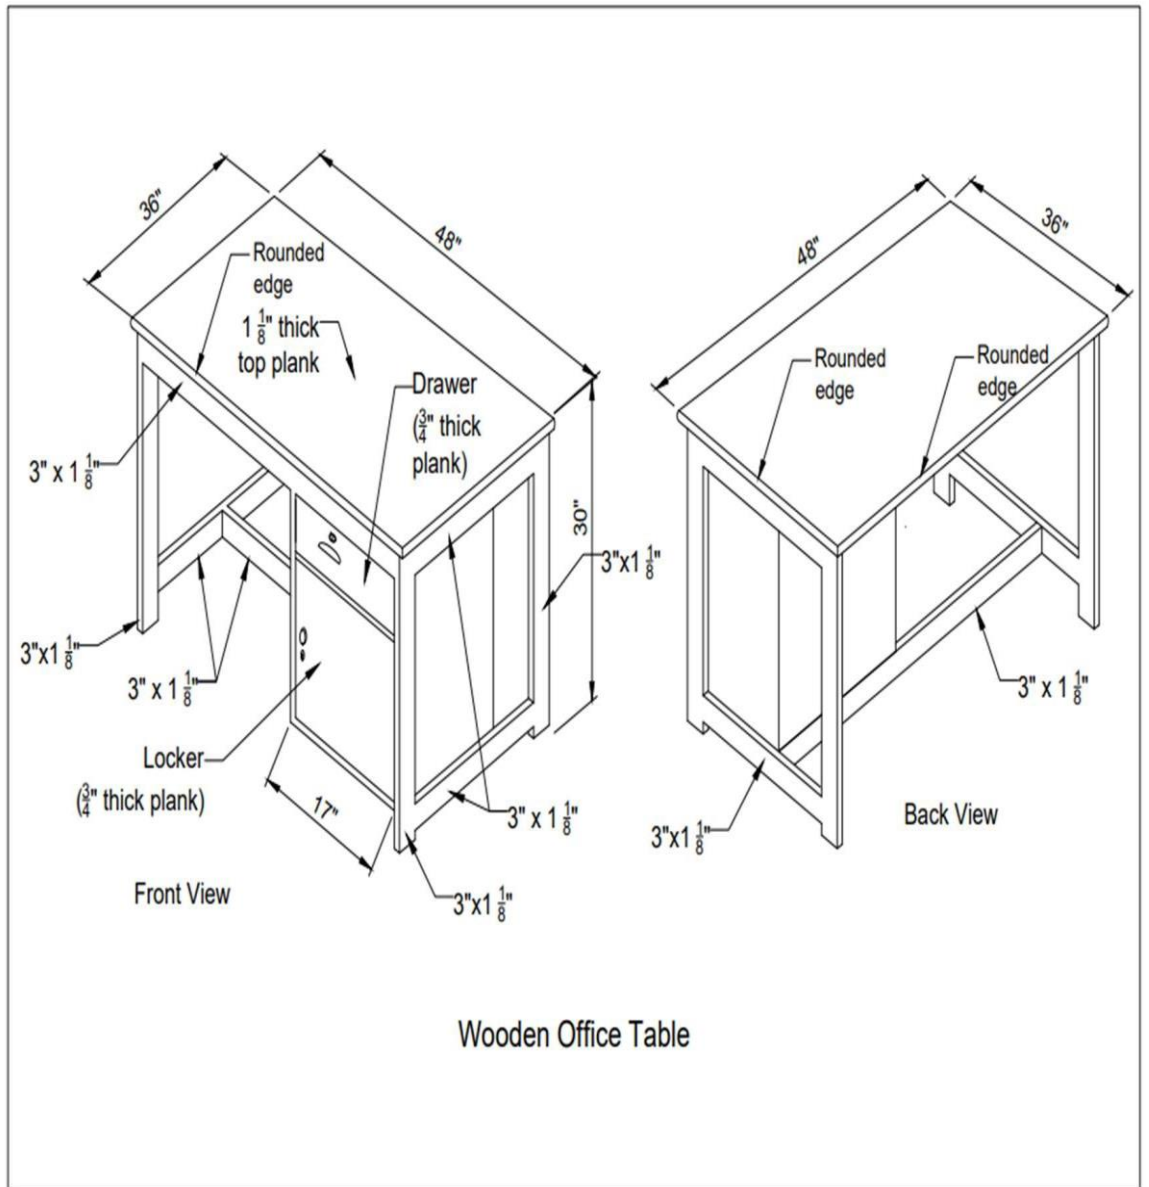 36"
48"
Rounded
edge
1 1/8" thick
top plank
Drawer
(3/4" thick
plank)
3" x 1 1/8"
30"
3"x1 1/8"
3"x1 1/8"
3" x 1 1/8"
Locker
(3/4" thick plank)
17"
3" x 1 1/8"
3"x1 1/8"
Front View
48"
36"
Rounded
edge
Rounded
edge
3" x 1 1/8"
3"x1 1/8"
Back View
Wooden Office Table